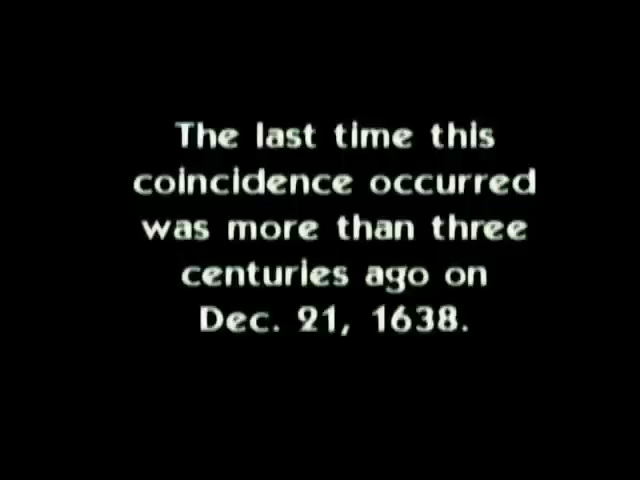 The last time this
coincidence occurred
was more than three
centuries ago on
Dec. 21, 1638.